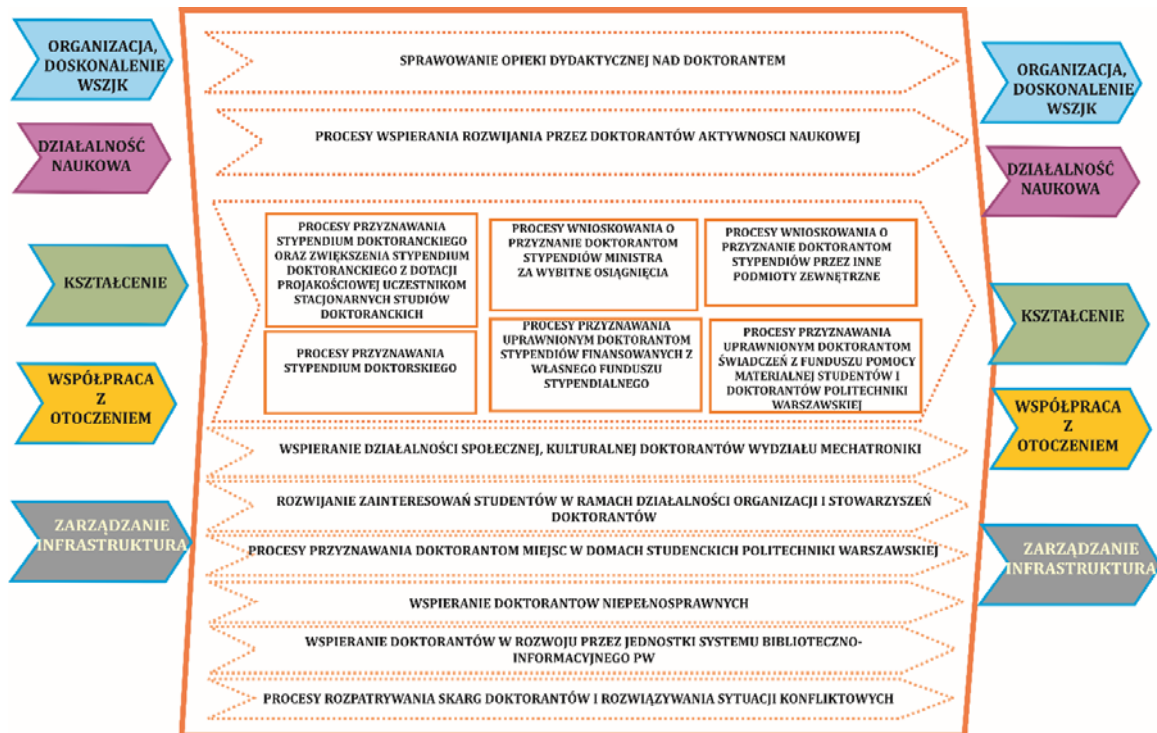 ORGANIZACJA,
DOSKONALENIE
WSZJK
DZIAŁALNOŚĆ
NAUKOWA
KSZTAŁCENIE
WSPÓŁPRACA
Z
OTOCZENIEM
ZARZĄDZANIE
INFRASTRUKTURA
SPRAWOWANIE OPIEKI DYDAKTYCZNEJ NAD DOKTORANTEM
PROCESY WSPIERANIA ROZWIJANIA PRZEZ DOKTORANTÓW AKTYWNOSCI NAUKOWEJ
PROCESY PRZYZNAWANIA
STYPENDIUM DOKTORANCKIEGO
ORAZ ZWIĘKSZENIA STYPENDIUM
DOKTORANCKIEGO Z DOTACJI
PROJAKOŚCIOWEJ UCZESTNIKOM
STACJONARNYCH STUDIÓW
DOKTORANCKICH
PROCESY WNIOSKOWANIA O
PRZYZNANIE DOKTORANTOM
STYPENDIÓW MINISTRA
ZA WYBITNE OSIĄGNIĘCIA
PROCESY WNIOSKOWANIA O
PRZYZNANIE DOKTORANTOM
STYPENDIÓW PRZEZ INNE
PODMIOTY ZEWNĘTRZNE
PROCESY PRZYZNAWANIA
STYPENDIUM DOKTORSKIEGO
PROCESY PRZYZNAWANIA
UPRAWNIONYM DOKTORANTOM
STYPENDIÓW FINANSOWANYCH Z
WŁASNEGO FUNDUSZU
STYPENDIALNEGO
PROCESY PRZYZNAWANIA
UPRAWNIONYM DOKTORANTOM
ŚWIADCZEŃ Z FUNDUSZU POMOCY
MATERIALNEJ STUDENTÓW I
DOKTORANTÓW POLITECHNIKI
WARSZAWSKIEJ
WSPIERANIE DZIAŁALNOŚCI SPOŁECZNEJ, KULTURALNEJ DOKTORANTÓW WYDZIAŁU MECHATRONIKI
ROZWIJANIE ZAINTERESOWAŃ STUDENTÓW W RAMACH DZIAŁALNOŚCI ORGANIZACJI I STOWARZYSZEŃ
DOKTORANTÓW
PROCESY PRZYZNAWANIA DOKTORANTOM MIEJSC W DOMACH STUDENCKICH POLITECHNIKI WARSZAWSKIEJ
WSPIERANIE DOKTORANTOW NIEPEŁNOSPRAWNYCH
WSPIERANIE DOKTORANTÓW W ROZWOJU PRZEZ JEDNOSTKI SYSTEMU BIBLIOTECZNO-
INFORMACYJNEGO PW
PROCESY ROZPATRYWANIA SKARG DOKTORANTÓW I ROZWIĄZYWANIA SYTUACJI KONFLIKTOWYCH
ORGANIZACJA,
DOSKONALENIE
WSZJK
DZIAŁALNOŚĆ
NAUKOWA
KSZTAŁCENIE
WSPÓŁPRACA
Z
OTOCZENIEM
ZARZĄDZANIE
INFRASTRUKTURA